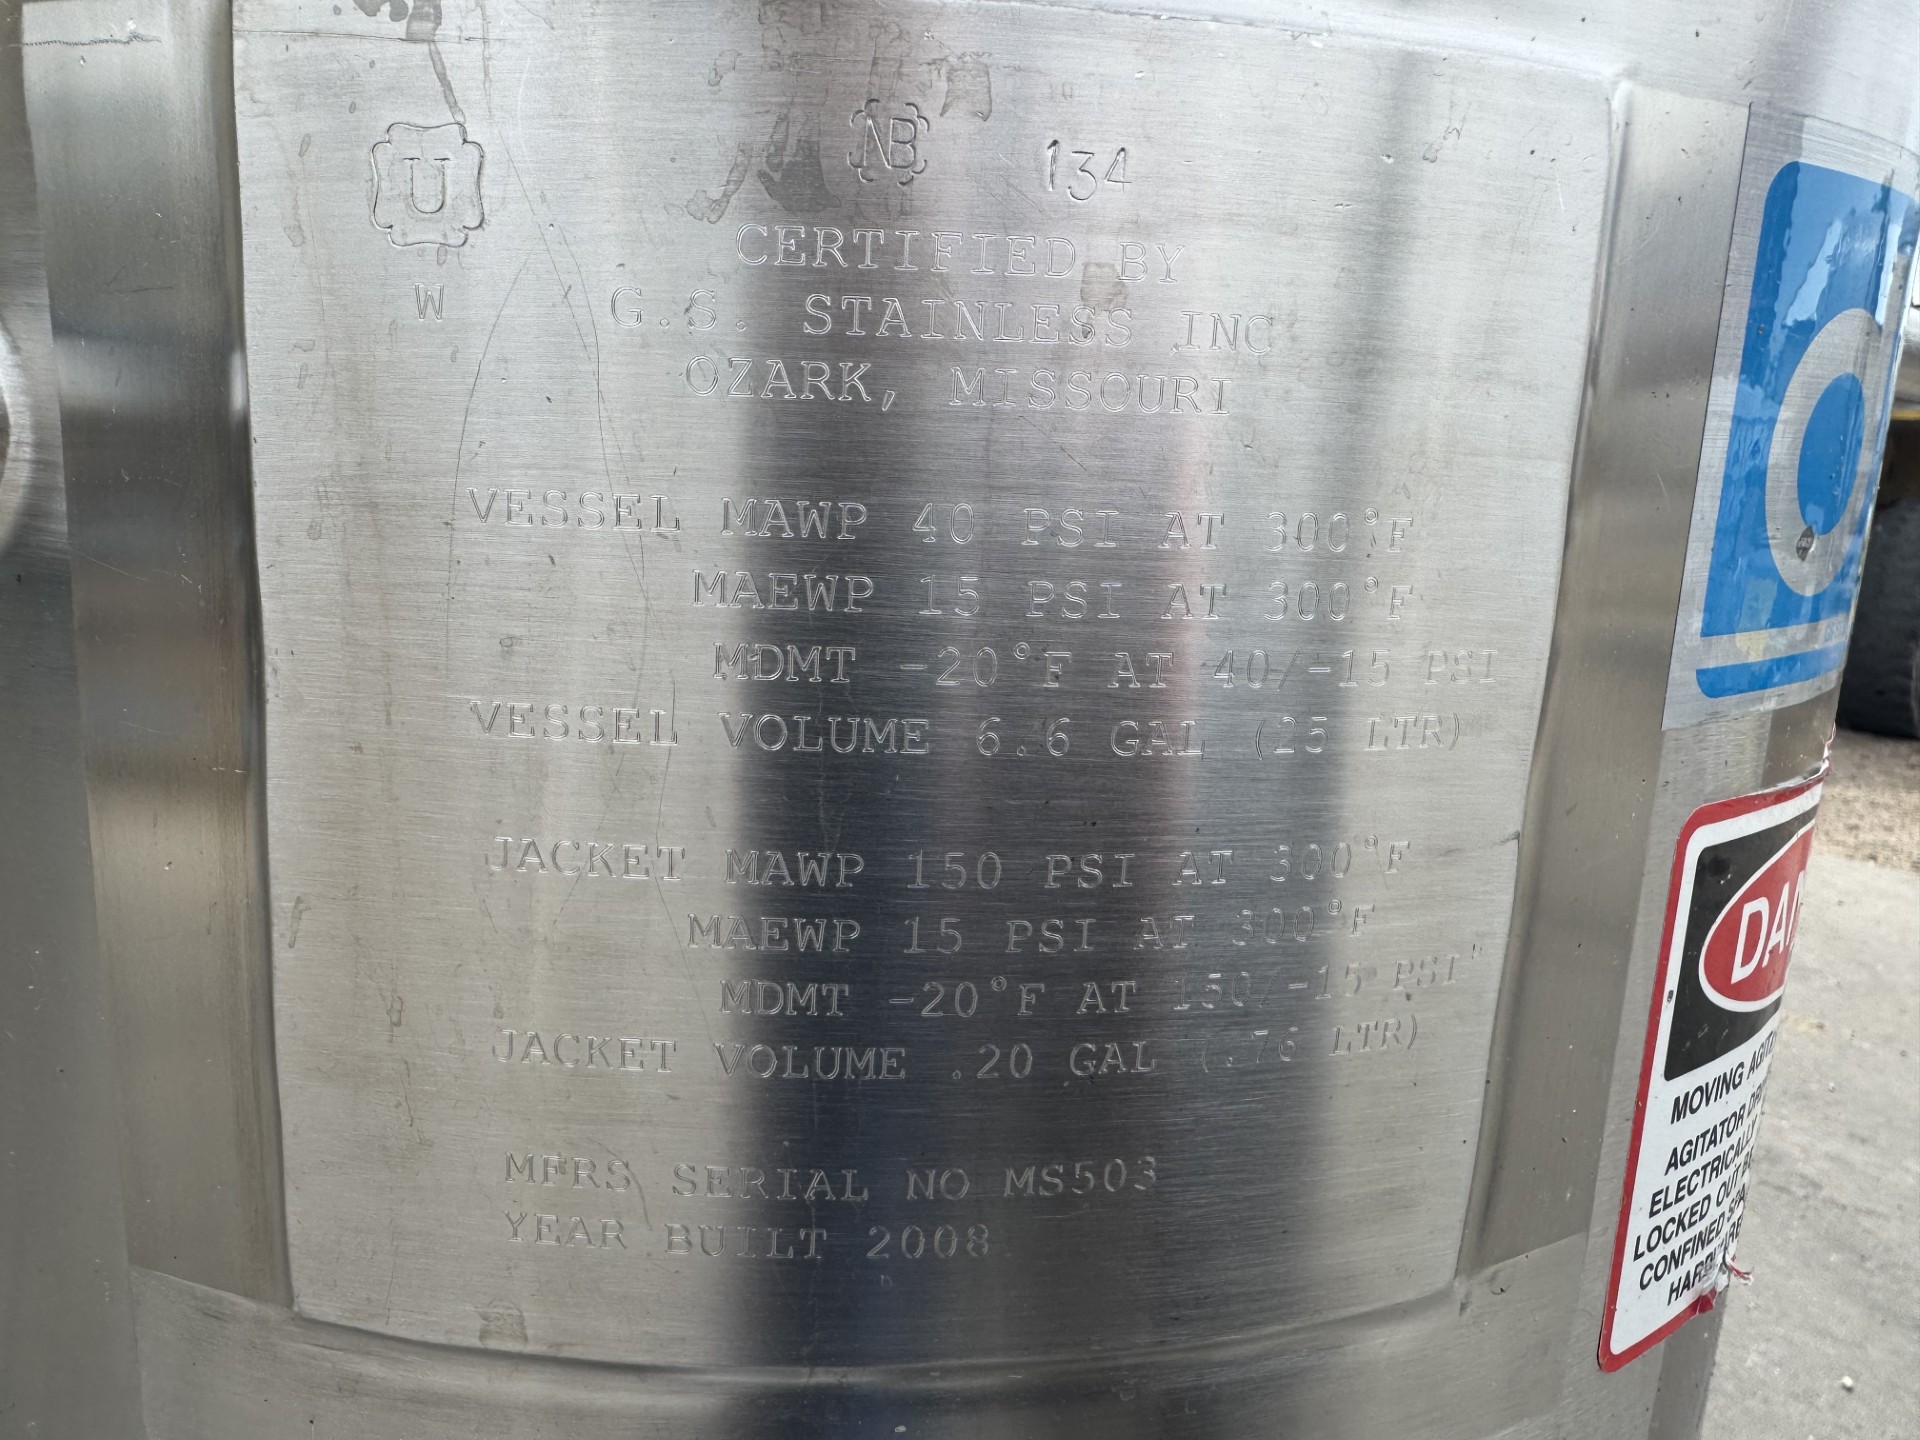 U
NB 134
W
CERTIFIED BY
G.S. STAINLESS INC
OZARK, MISSOURI
VESSEL MAWP 40 PSI AT 300°F
MAEWP 15 PSI AT 300°F
MDMT -20°F AT 40/-15 PSI
VESSEL VOLUME 6.6 GAL (25 LTR)
JACKET MAWP 150 PSI AT 300°F
MAEWP 15 PSI AT 300°F
MDMT -20°F AT 150/-15 PSI
JACKET VOLUME .20 GAL (.76 LTR)
MFRS SERIAL NO MS503
YEAR BUILT 2008
MOVING
AGITATOR
ELECTRICALLY
LOCKED OUT
CONFINED